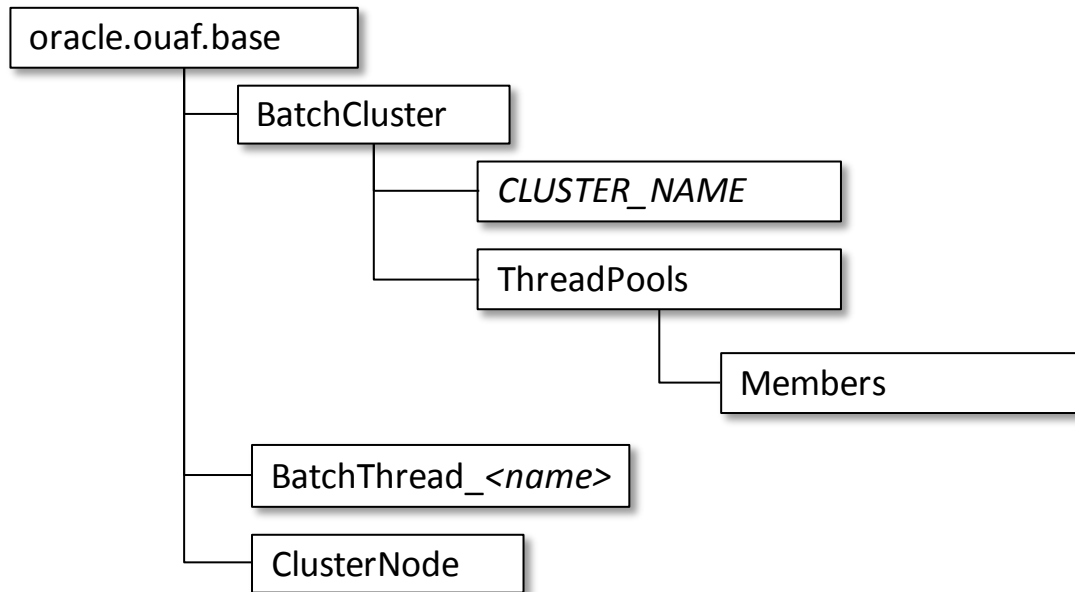 oracle.ouaf.base
BatchCluster
CLUSTER_NAME
ThreadPools
Members
BatchThread_<name>
ClusterNode